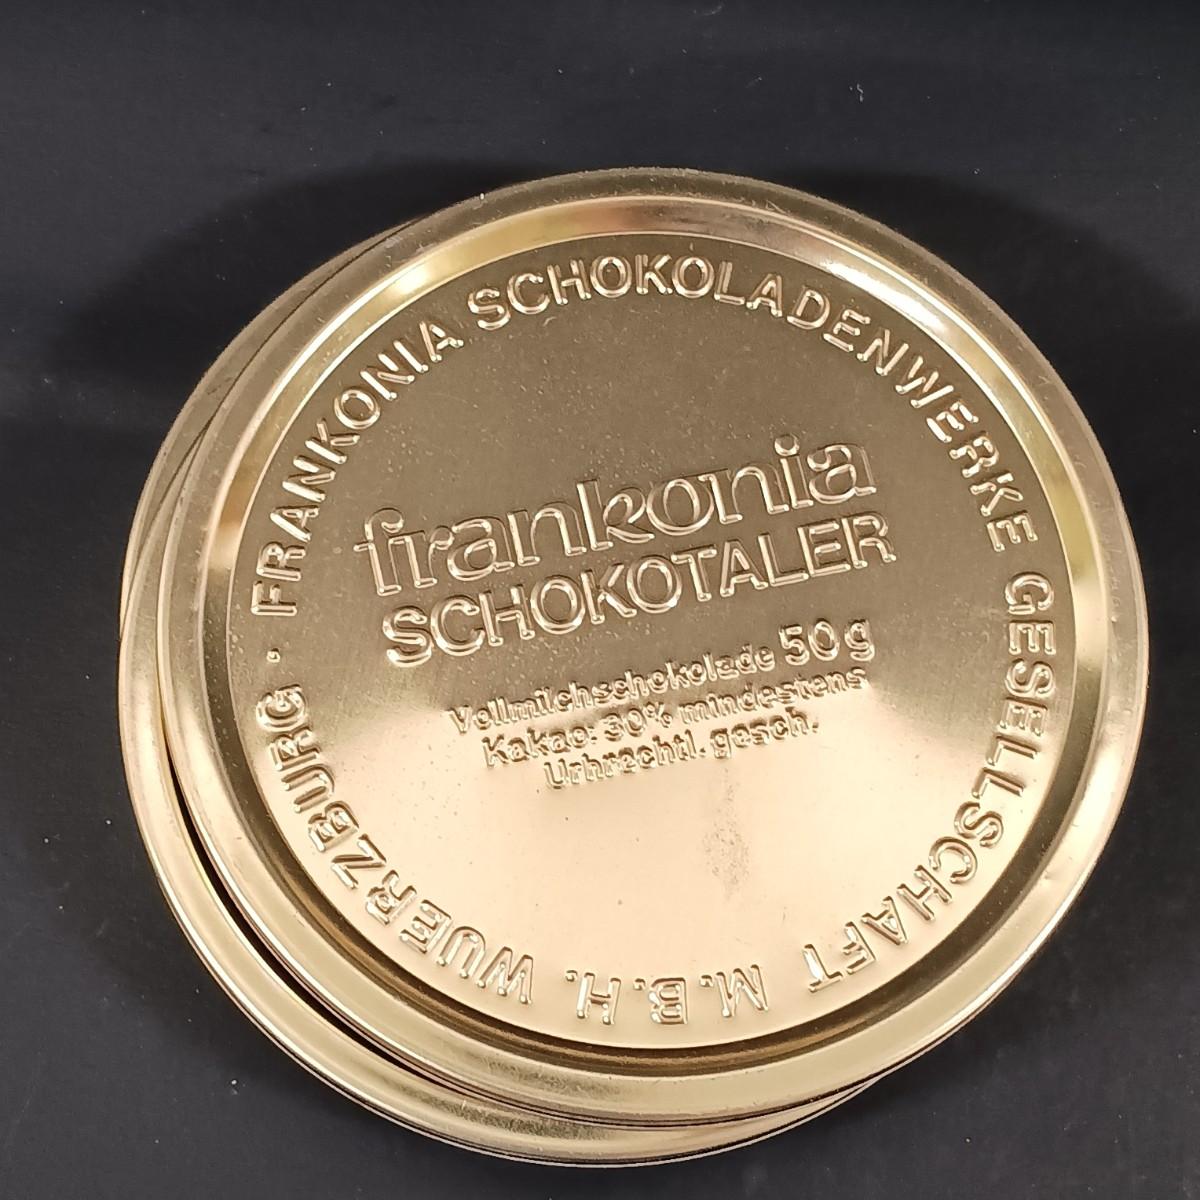 FRANKONIA SCHOKOLADENWERKE GESELLSCHAFT M.B.H. WUERZBURG ·
frankonia
SCHOKOTALER
Vollmilchschokolade 50g
Kakao: 30% mindestens
Urhrechtl. gesch.